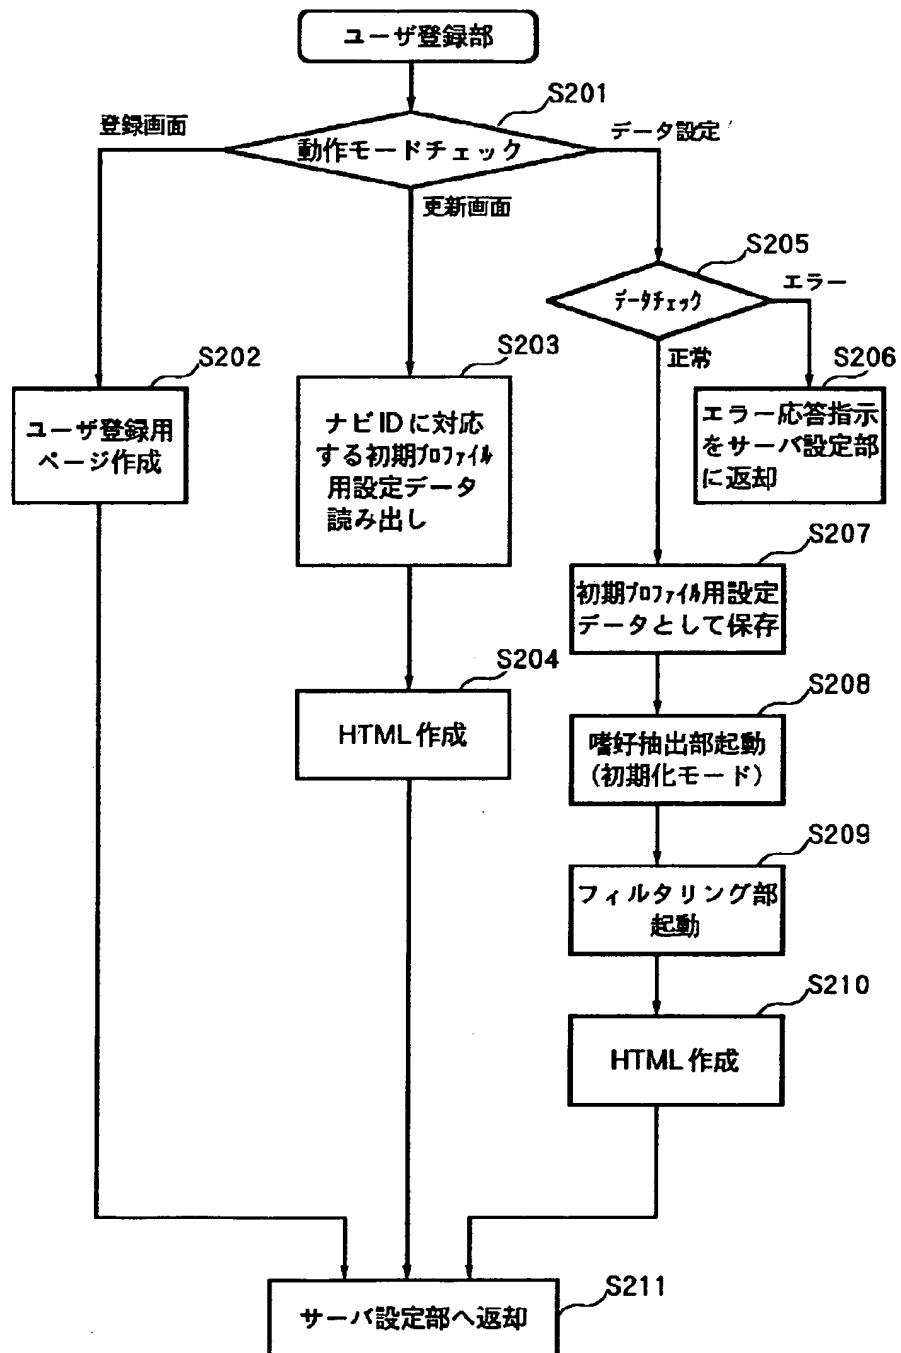 ユーザ登録部
S201
登録画面
動作モードチェック
データ設定
更新画面
S205
データチェック
エラー
正常
S202
ユーザ登録用
ページ作成
S203
ナビIDに対応
する初期プロファイル
用設定データ
読み出し
S206
エラー応答指示
をサーバ設定部
に返却
S207
初期プロファイル用設定
データとして保存
S204
HTML作成
S208
嗜好抽出部起動
(初期化モード)
S209
フィルタリング部
起動
S210
HTML作成
S211
サーバ設定部へ返却